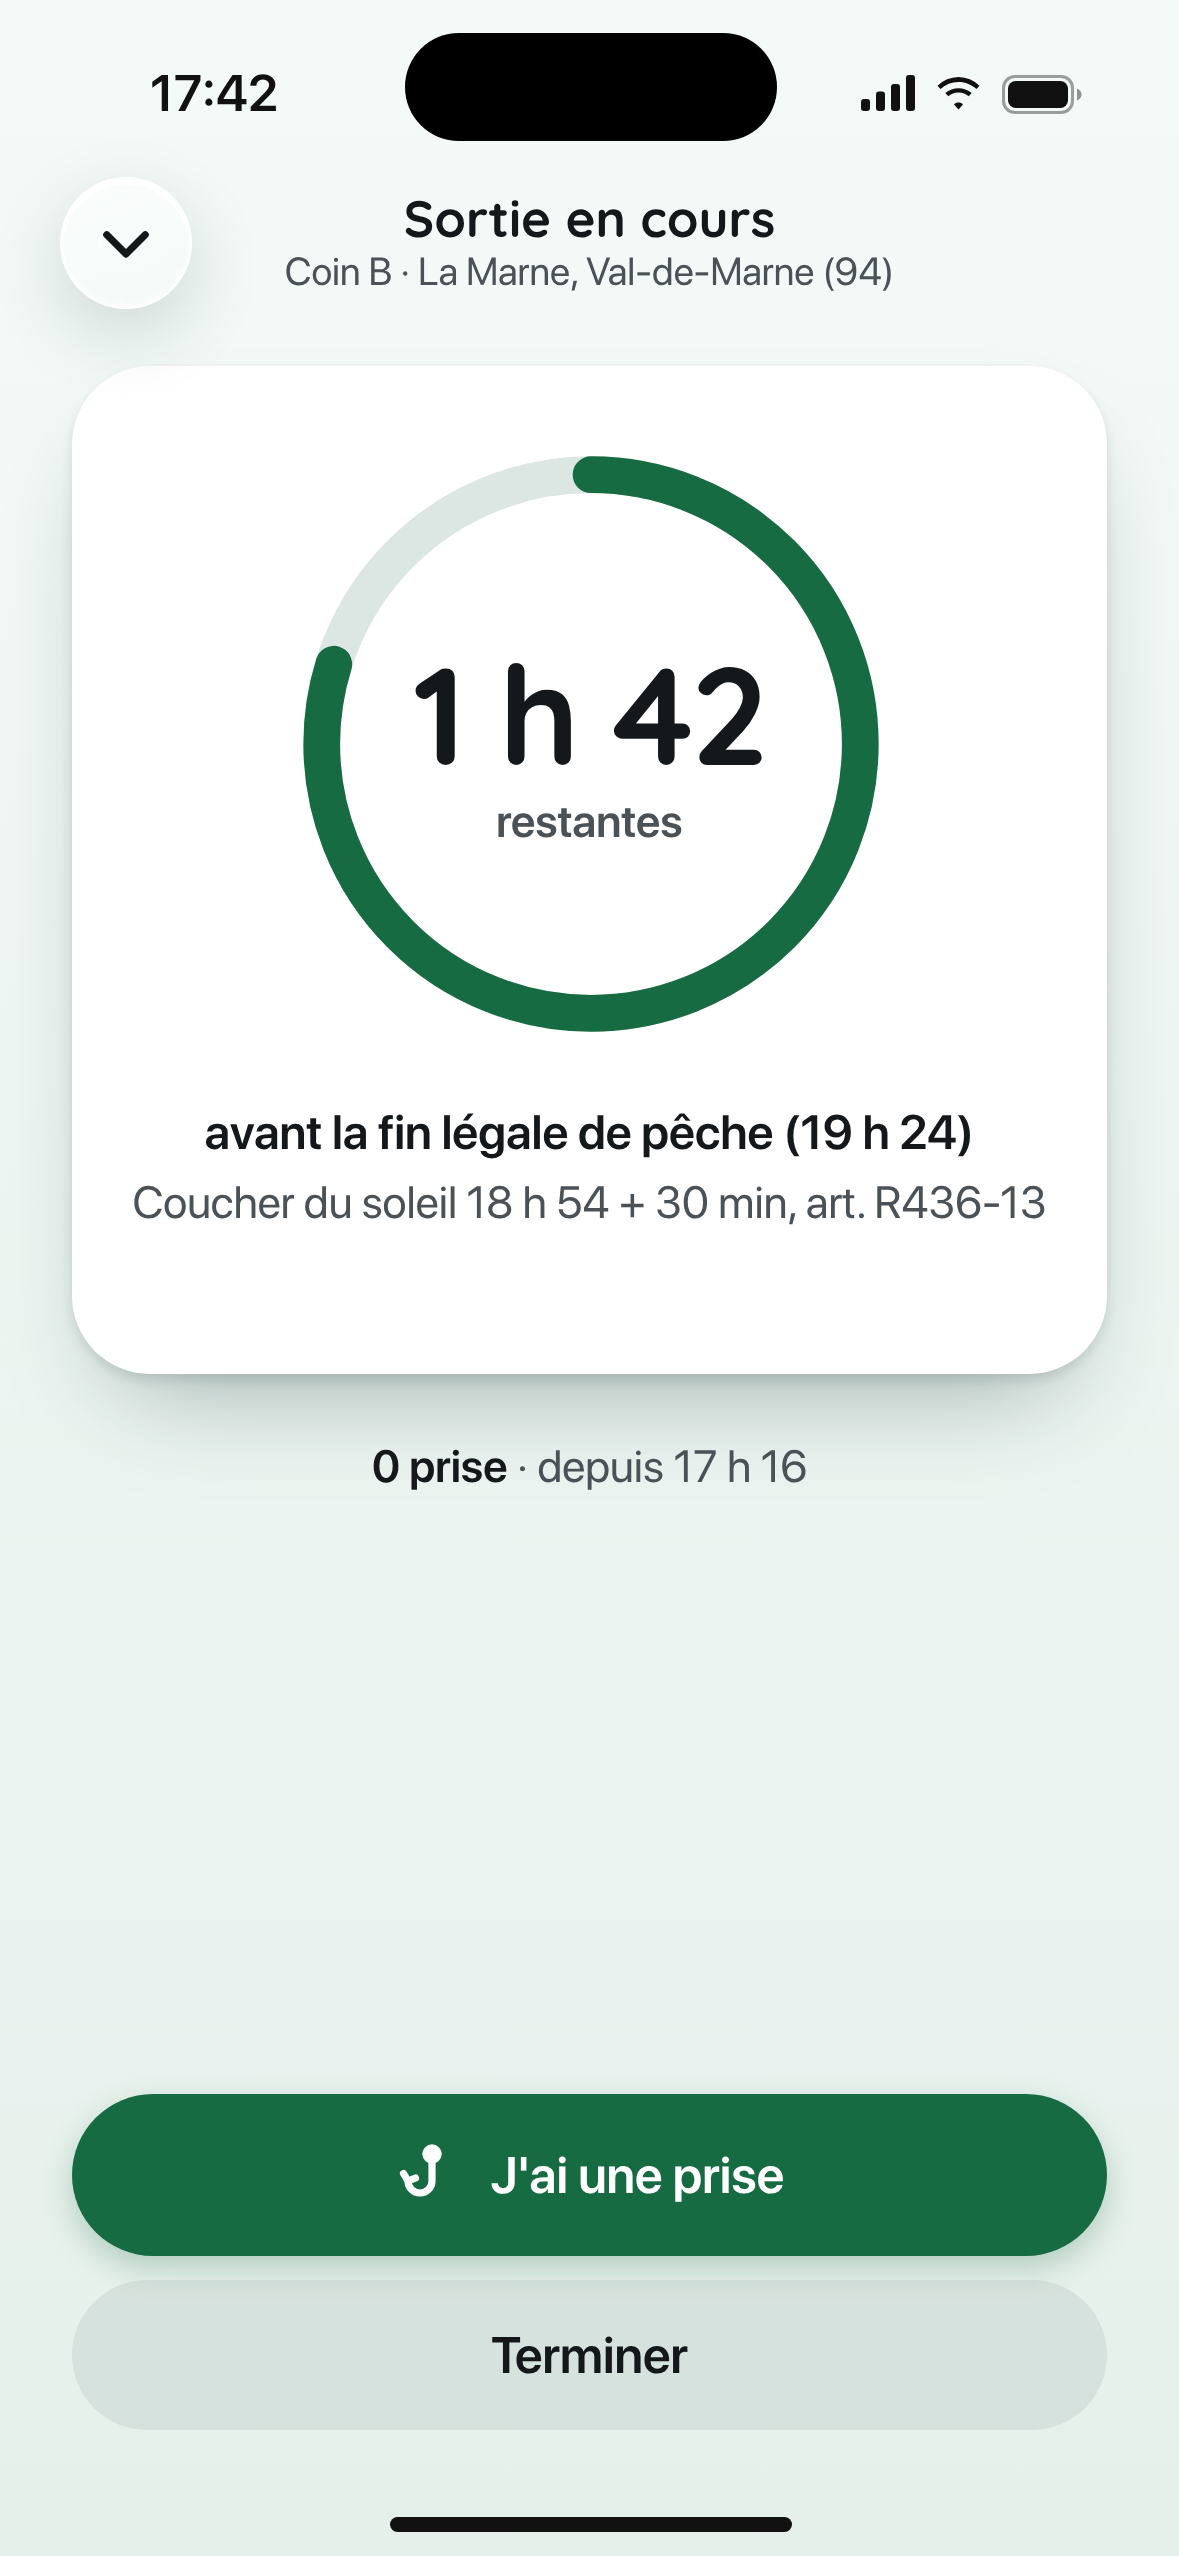 17:42
Sortie en cours
Coin B · La Marne, Val-de-Marne (94)
1 h 42
restantes
avant la fin légale de pêche (19 h 24)
Coucher du soleil 18 h 54 + 30 min, art. R436-13
0 prise · depuis 17 h 16
J'ai une prise
Terminer